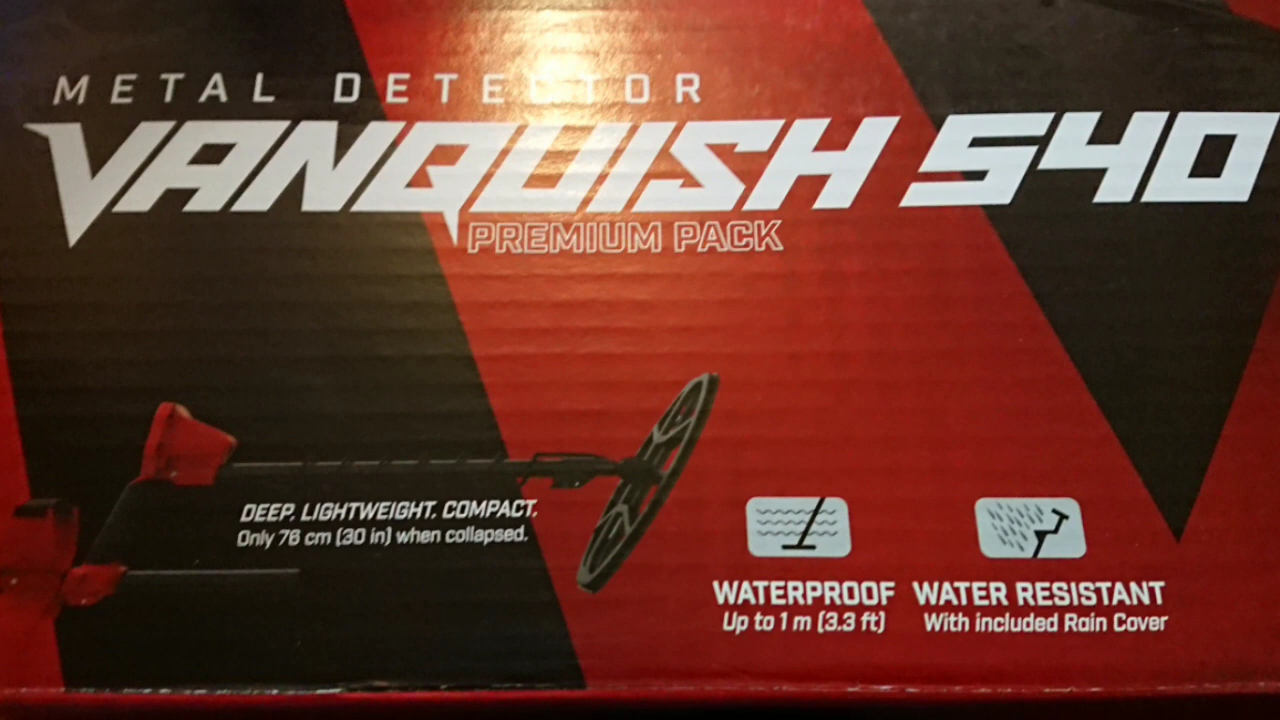 METAL DETECTOR
VANQUISH 540
PREMIUM PACK
DEEP. LIGHTWEIGHT. COMPACT.
Only 76 cm (30 in) when collapsed.
WATERPROOF
Up to 1 m (3.3 ft)
WATER RESISTANT
With included Rain Cover